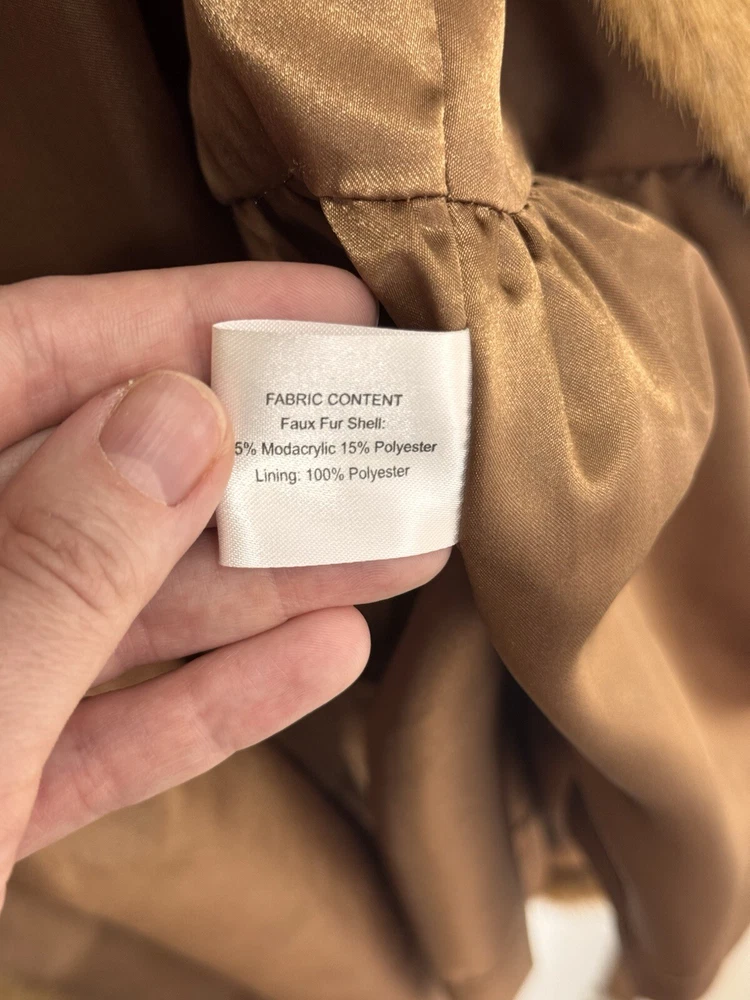 FABRIC CONTENT
Faux Fur Shell:
5% Modacrylic 15% Polyester
Lining: 100% Polyester